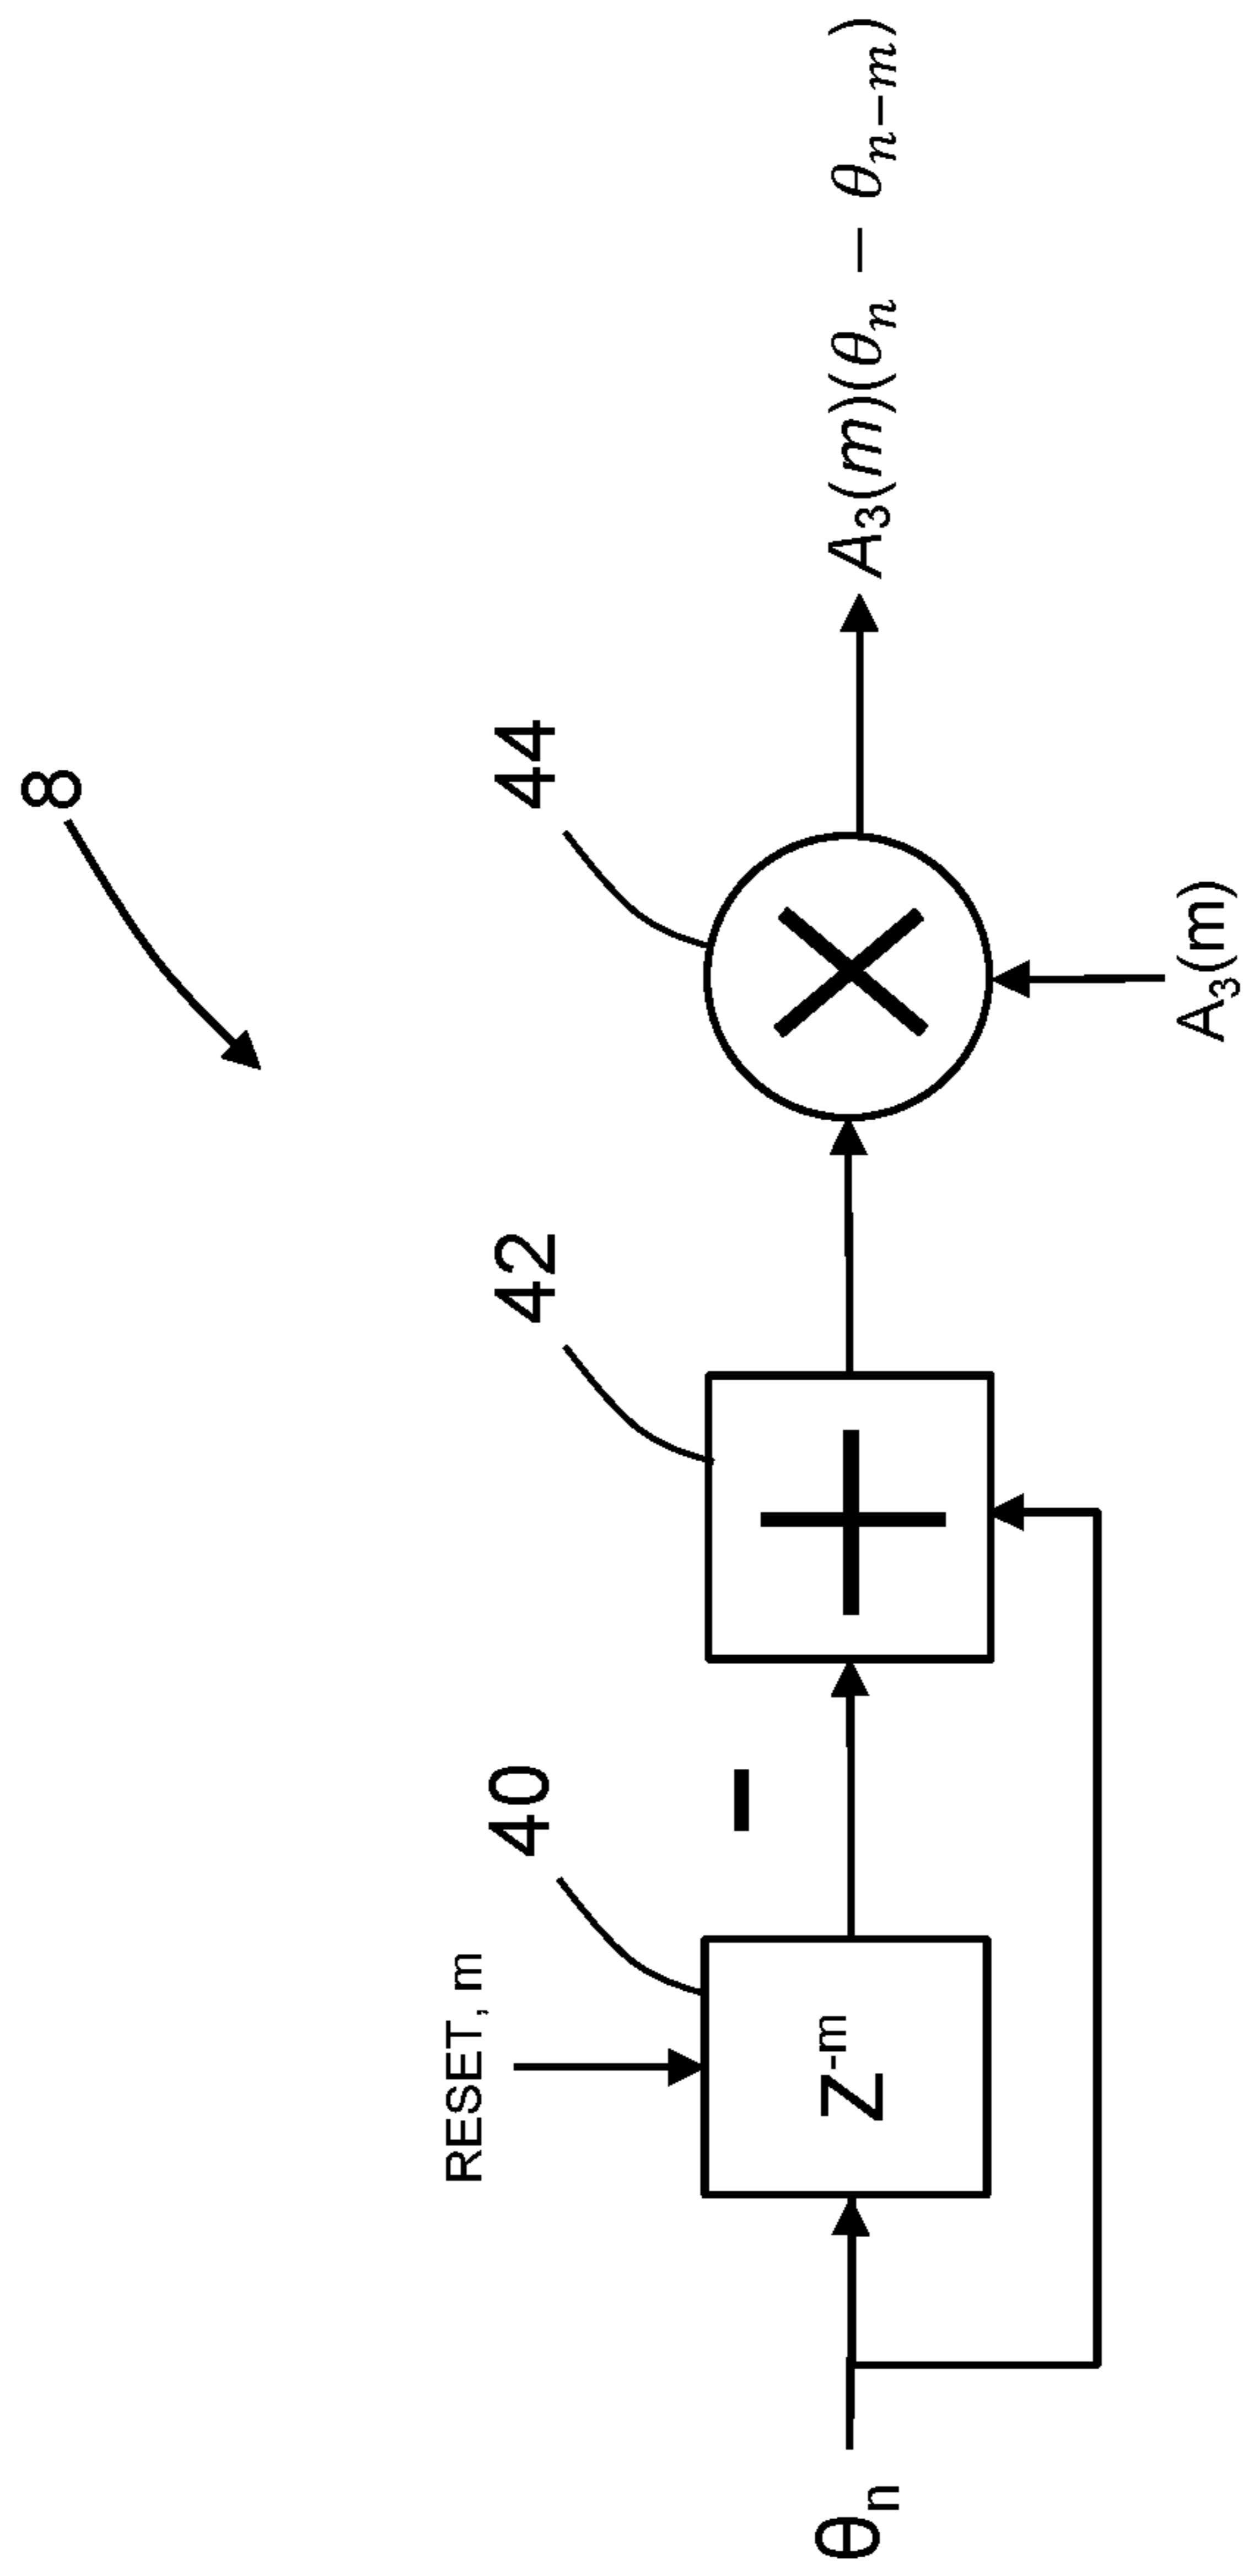 8
RESET, m
40
42
44
θn
Z-m
–
+
×
A3(m)(θn − θn−m)
A3(m)